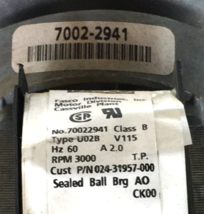 7002-2941
Fasco Industries, Inc.
Motor Division
Cassville Plant
No.70022941 Class B
Type U02B V115
Hz 60 A 2.0
RPM 3000 T.P.
Cust P/N 024-31957-000
Sealed Ball Brg AO
CK00